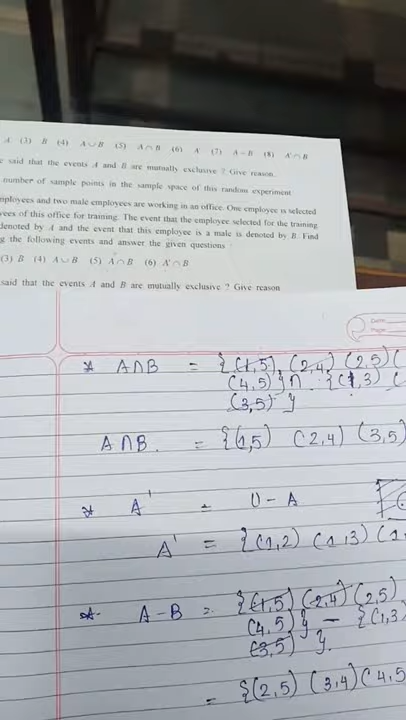 A (3) B (4) A∪B (5) A∩B (6) A′ (7) A−B (8) A′∩B
e said that the events A and B are mutually exclusive ? Give reason.
number of sample points in the sample space of this random experiment
mployees and two male employees are working in an office. One employee is selected
yees of this office for training. The event that the employee selected for the training
denoted by A and the event that this employee is a male is denoted by B. Find
g the following events and answer the given questions
(3) B (4) A∪B (5) A∩B (6) A′∩B
said that the events A and B are mutually exclusive ? Give reason
Date
Page
* A∩B = {(1,5), (2,4) (2,5) (
(4,5)}∩ {(1,3) (
(3,5)}
A∩B. = {(1,5) (2,4) (3,5)
* A' = U - A
A' = {(1,2) (1,3) (1
* A-B = {(1,5) (2,4) (2,5)
(4,5)} - {(1,3
(3,5)}.
= {(2,5) (3,4) (4,5